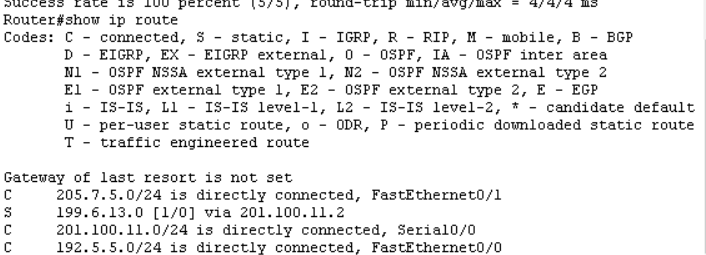 Success rate is 100 percent (5/5), round-trip min/avg/max = 4/4/4 ms
Router#show ip route
Codes: C - connected, S - static, I - IGRP, R - RIP, M - mobile, B - BGP
D - EIGRP, EX - EIGRP external, O - OSPF, IA - OSPF inter area
N1 - OSPF NSSA external type 1, N2 - OSPF NSSA external type 2
E1 - OSPF external type 1, E2 - OSPF external type 2, E - EGP
i - IS-IS, L1 - IS-IS level-1, L2 - IS-IS level-2, * - candidate default
U - per-user static route, o - ODR, P - periodic downloaded static route
T - traffic engineered route
Gateway of last resort is not set
C 205.7.5.0/24 is directly connected, FastEthernet0/1
S 199.6.13.0 [1/0] via 201.100.11.2
C 201.100.11.0/24 is directly connected, Serial0/0
C 192.5.5.0/24 is directly connected, FastEthernet0/0